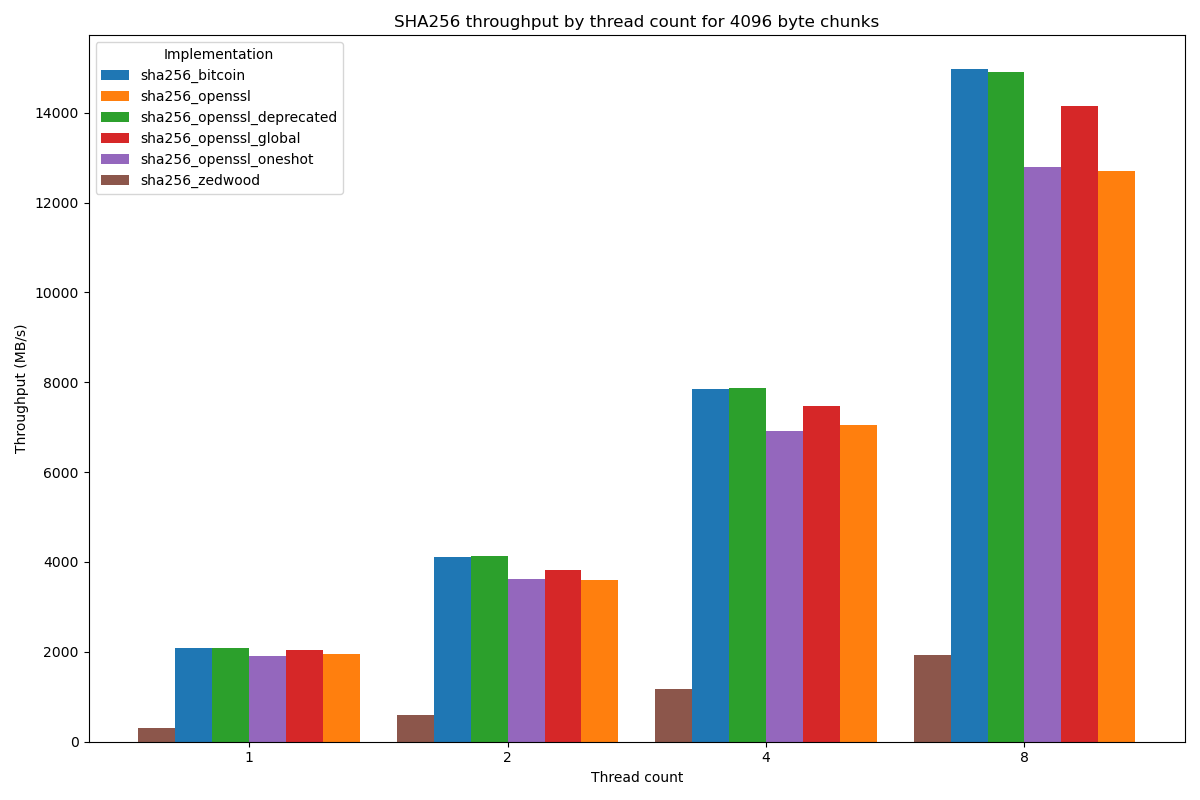 SHA256 throughput by thread count for 4096 byte chunks
Implementation
sha256_bitcoin
sha256_openssl
sha256_openssl_deprecated
sha256_openssl_global
sha256_openssl_oneshot
sha256_zedwood
Throughput (MB/s)
14000
12000
10000
8000
6000
4000
2000
0
1
2
4
8
Thread count